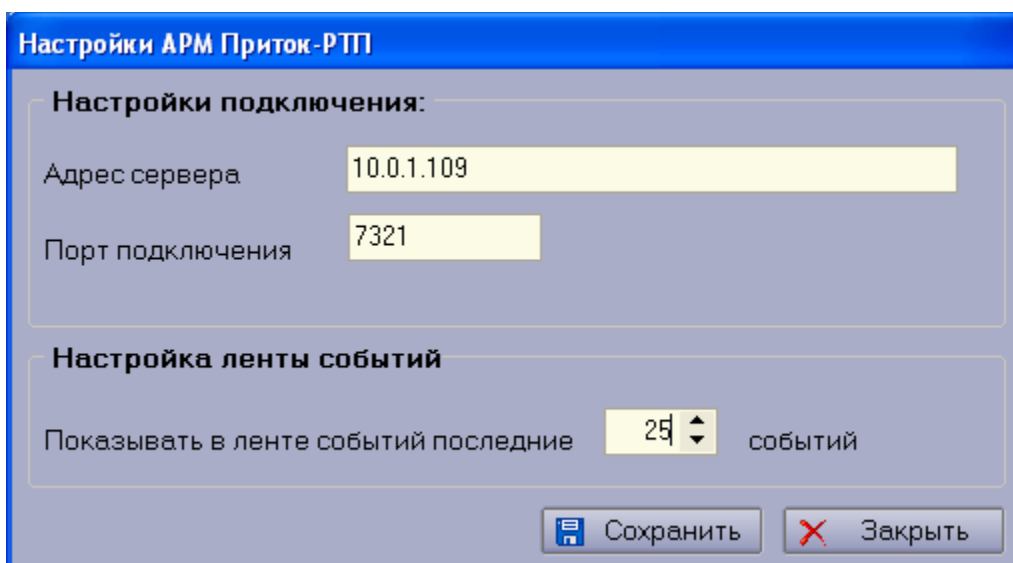 Настройки АРМ Приток-РТП
Настройки подключения:
Адрес сервера 10.0.1.109
Порт подключения 7321
Настройка ленты событий
Показывать в ленте событий последние 25 событий
Сохранить Закрыть